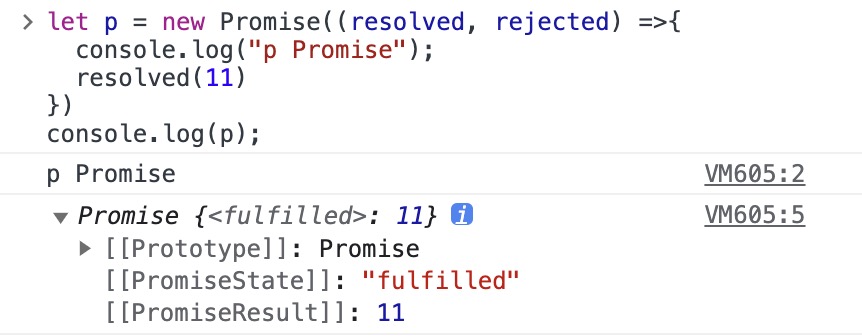 > let p = new Promise((resolved, rejected) =>{
  console.log("p Promise");
  resolved(11)
})
console.log(p);
p Promise VM605:2
▼ Promise {<fulfilled>: 11} i VM605:5
▶ [[Prototype]]: Promise
[[PromiseState]]: "fulfilled"
[[PromiseResult]]: 11